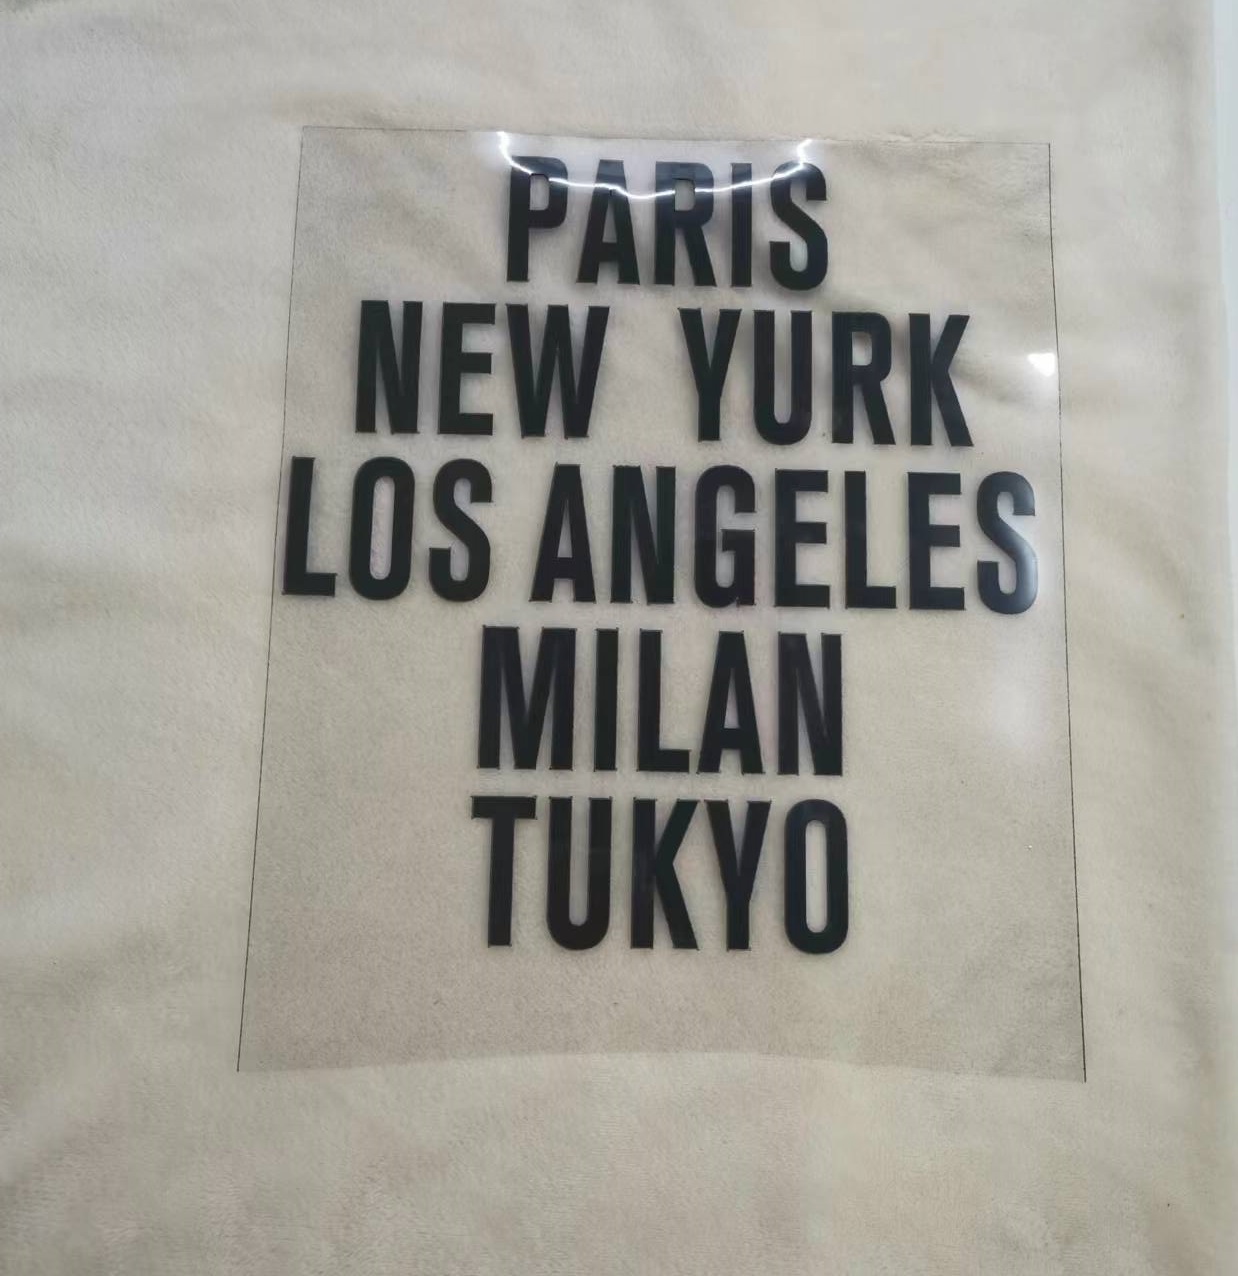 PARIS
NEW YURK
LOS ANGELES
MILAN
TUKYO